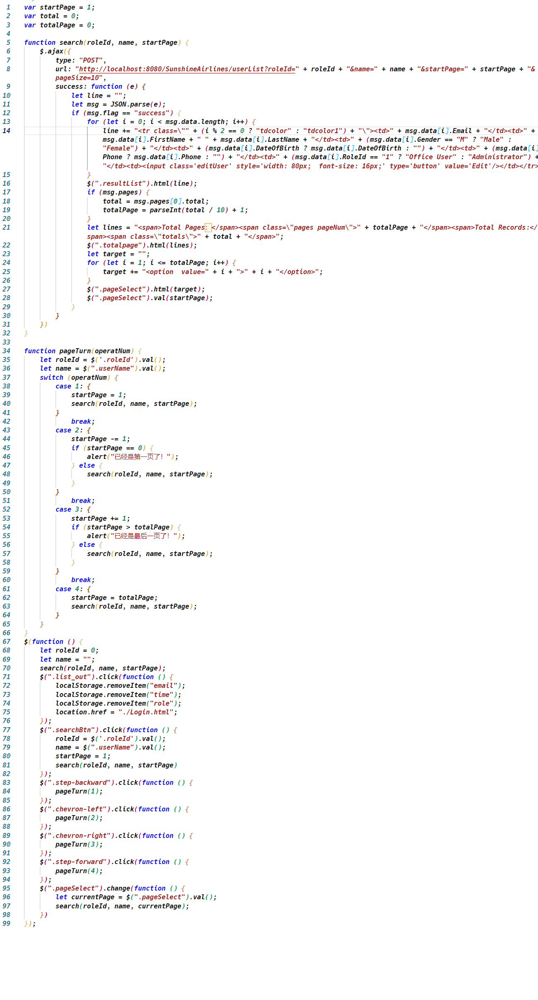 1 var startPage = 1;
2 var total = 0;
3 var totalPage = 0;
4
5 function search(roleId, name, startPage) {
6 $.ajax({
7 type: "POST",
8 url: "http://localhost:8080/SunshineAirlines/userList?roleId=" + roleId + "&name=" + name + "&startPage=" + startPage + "&
pageSize=10",
9 success: function (e) {
10 let line = "";
11 let msg = JSON.parse(e);
12 if (msg.flag == "success") {
13 for (let i = 0; i < msg.data.length; i++) {
14 line += "<tr class=\"" + (i % 2 == 0 ? "tdcolor" : "tdcolor1") + "\"><td>" + msg.data[i].Email + "</td><td>" +
msg.data[i].FirstName + " " + msg.data[i].LastName + "</td><td>" + (msg.data[i].Gender == "M" ? "Male" :
"Female") + "</td><td>" + (msg.data[i].DateOfBirth ? msg.data[i].DateOfBirth : "") + "</td><td>" + (msg.data[i]
Phone ? msg.data[i].Phone : "") + "</td><td>" + (msg.data[i].RoleId == "1" ? "Office User" : "Administrator") +
"</td><td><input class='editUser' style='width: 80px;  font-size: 16px;' type='button' value='Edit'/></td></tr>
15 }
16 $(".resultList").html(line);
17 if (msg.pages) {
18 total = msg.pages[0].total;
19 totalPage = parseInt(total / 10) + 1;
20 }
21 let lines = "<span>Total Pages：</span><span class=\"pages pageNum\">" + totalPage + "</span><span>Total Records:</
span><span class=\"totals\">" + total + "</span>";
22 $(".totalpage").html(lines);
23 let target = "";
24 for (let i = 1; i <= totalPage; i++) {
25 target += "<option  value=" + i + ">" + i + "</option>";
26 }
27 $(".pageSelect").html(target);
28 $(".pageSelect").val(startPage);
29 }
30 }
31 })
32 }
33
34 function pageTurn(operatNum) {
35 let roleId = $('.roleId').val();
36 let name = $(".userName").val();
37 switch (operatNum) {
38 case 1: {
39 startPage = 1;
40 search(roleId, name, startPage);
41 }
42 break;
43 case 2: {
44 startPage -= 1;
45 if (startPage == 0) {
46 alert("已经是第一页了！");
47 } else {
48 search(roleId, name, startPage);
49 }
50 }
51 break;
52 case 3: {
53 startPage += 1;
54 if (startPage > totalPage) {
55 alert("已经是最后一页了！");
56 } else {
57 search(roleId, name, startPage);
58 }
59 }
60 break;
61 case 4: {
62 startPage = totalPage;
63 search(roleId, name, startPage);
64 }
65 }
66 }
67 $(function () {
68 let roleId = 0;
69 let name = "";
70 search(roleId, name, startPage);
71 $(".list_out").click(function () {
72 localStorage.removeItem("email");
73 localStorage.removeItem("time");
74 localStorage.removeItem("role");
75 location.href = "./Login.html";
76 });
77 $(".searchBtn").click(function () {
78 roleId = $('.roleId').val();
79 name = $(".userName").val();
80 startPage = 1;
81 search(roleId, name, startPage)
82 });
83 $(".step-backward").click(function () {
84 pageTurn(1);
85 });
86 $(".chevron-left").click(function () {
87 pageTurn(2);
88 });
89 $(".chevron-right").click(function () {
90 pageTurn(3);
91 });
92 $(".step-forward").click(function () {
93 pageTurn(4);
94 });
95 $(".pageSelect").change(function () {
96 let currentPage = $(".pageSelect").val();
97 search(roleId, name, currentPage);
98 })
99 });